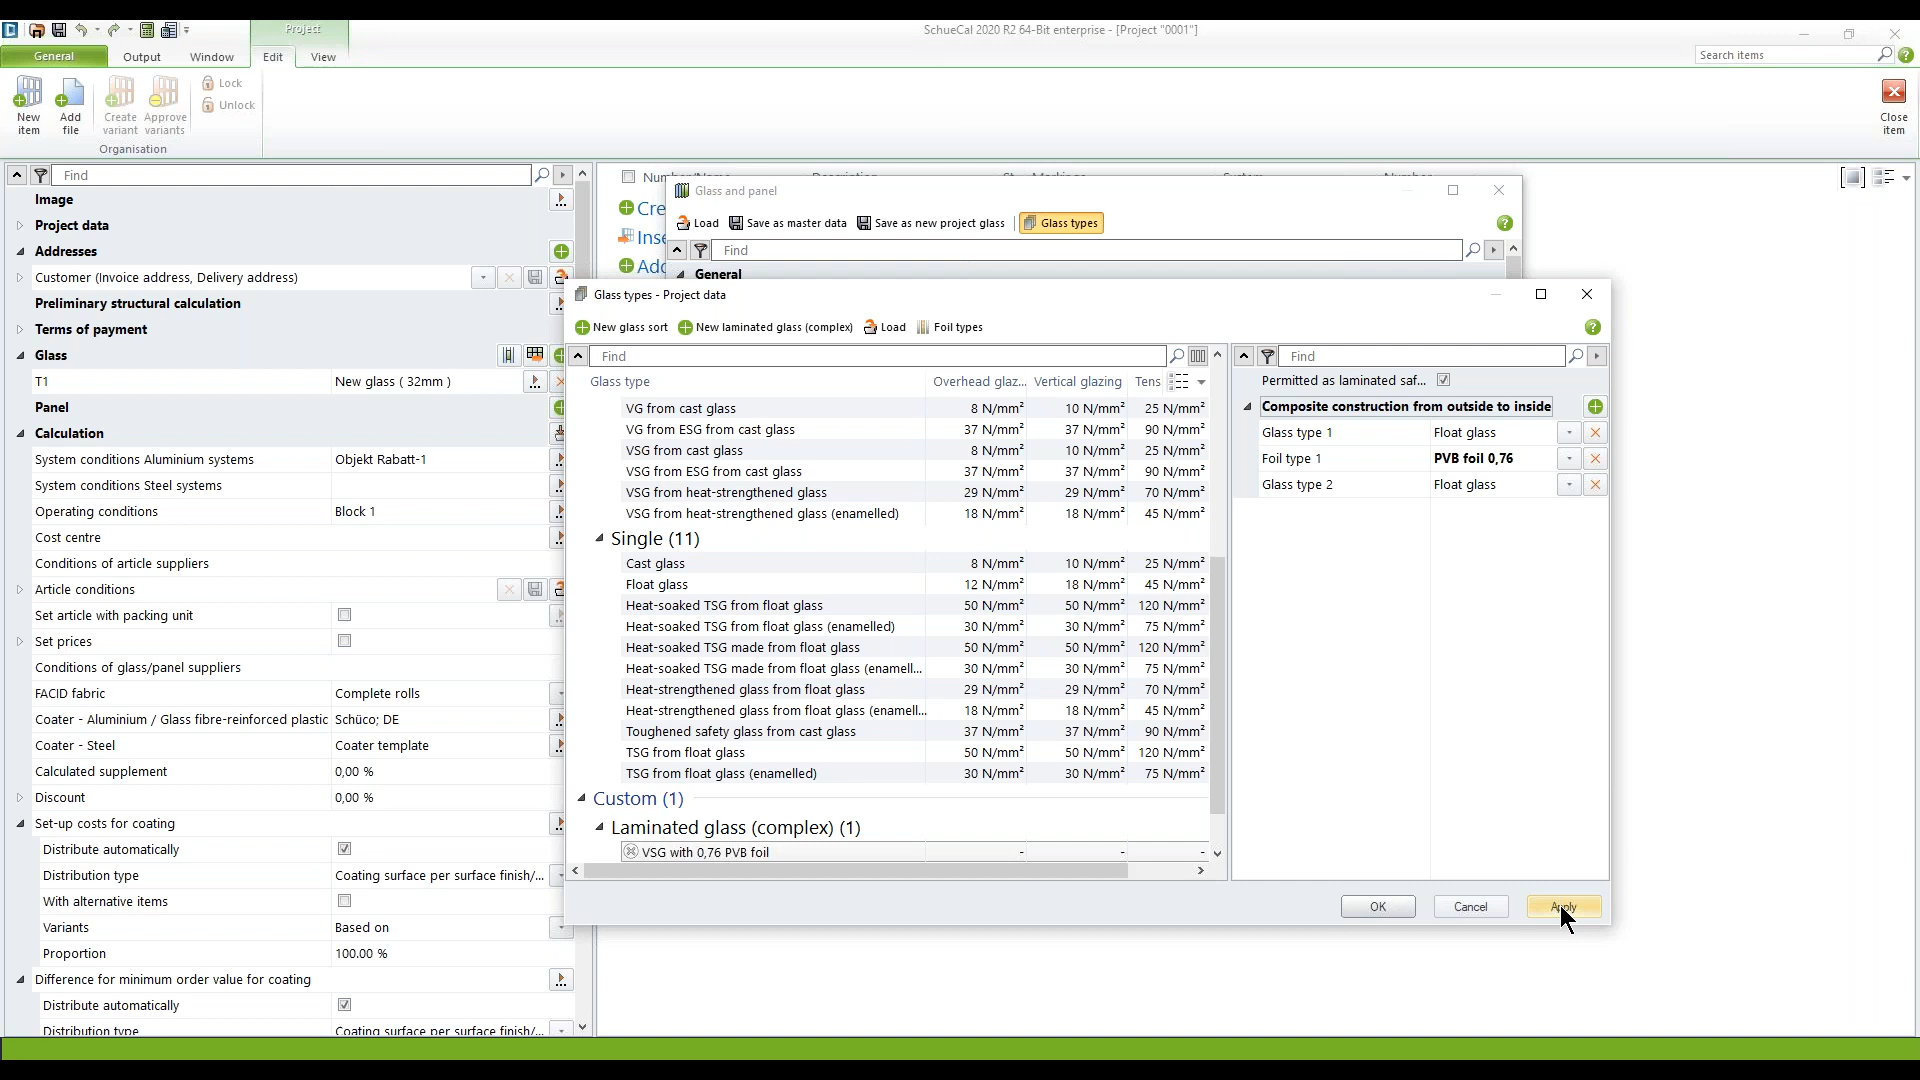 Project
SchueCal 2020 R2 64-Bit enterprise - [Project "0001"]
General
Output
Window
Edit
View
Search items
New item
Add file
Create variant
Approve variants
Lock
Unlock
Organisation
Close item
Find
Image
Project data
Addresses
Customer (Invoice address, Delivery address)
Preliminary structural calculation
Terms of payment
Glass
T1 New glass ( 32mm )
Panel
Calculation
System conditions Aluminium systems Objekt Rabatt-1
System conditions Steel systems
Operating conditions Block 1
Cost centre
Conditions of article suppliers
Article conditions
Set article with packing unit
Set prices
Conditions of glass/panel suppliers
FACID fabric Complete rolls
Coater - Aluminium / Glass fibre-reinforced plastic Schüco; DE
Coater - Steel Coater template
Calculated supplement 0,00 %
Discount 0,00 %
Set-up costs for coating
Distribute automatically
Distribution type Coating surface per surface finish/...
With alternative items
Variants Based on
Proportion 100.00 %
Difference for minimum order value for coating
Distribute automatically
Distribution type Coating surface per surface finish/...
Cre
Inse
Add
Glass and panel
Load Save as master data Save as new project glass Glass types
Find
General
Glass types - Project data
New glass sort New laminated glass (complex) Load Foil types
Find
Glass type Overhead glaz... Vertical glazing Tens
VG from cast glass 8 N/mm² 10 N/mm² 25 N/mm²
VG from ESG from cast glass 37 N/mm² 37 N/mm² 90 N/mm²
VSG from cast glass 8 N/mm² 10 N/mm² 25 N/mm²
VSG from ESG from cast glass 37 N/mm² 37 N/mm² 90 N/mm²
VSG from heat-strengthened glass 29 N/mm² 29 N/mm² 70 N/mm²
VSG from heat-strengthened glass (enamelled) 18 N/mm² 18 N/mm² 45 N/mm²
Single (11)
Cast glass 8 N/mm² 10 N/mm² 25 N/mm²
Float glass 12 N/mm² 18 N/mm² 45 N/mm²
Heat-soaked TSG from float glass 50 N/mm² 50 N/mm² 120 N/mm²
Heat-soaked TSG from float glass (enamelled) 30 N/mm² 30 N/mm² 75 N/mm²
Heat-soaked TSG made from float glass 50 N/mm² 50 N/mm² 120 N/mm²
Heat-soaked TSG made from float glass (enamell... 30 N/mm² 30 N/mm² 75 N/mm²
Heat-strengthened glass from float glass 29 N/mm² 29 N/mm² 70 N/mm²
Heat-strengthened glass from float glass (enamell... 18 N/mm² 18 N/mm² 45 N/mm²
Toughened safety glass from cast glass 37 N/mm² 37 N/mm² 90 N/mm²
TSG from float glass 50 N/mm² 50 N/mm² 120 N/mm²
TSG from float glass (enamelled) 30 N/mm² 30 N/mm² 75 N/mm²
Custom (1)
Laminated glass (complex) (1)
VSG with 0,76 PVB foil - - -
Find
Permitted as laminated saf...
Composite construction from outside to inside
Glass type 1 Float glass
Foil type 1 PVB foil 0,76
Glass type 2 Float glass
OK Cancel Apply